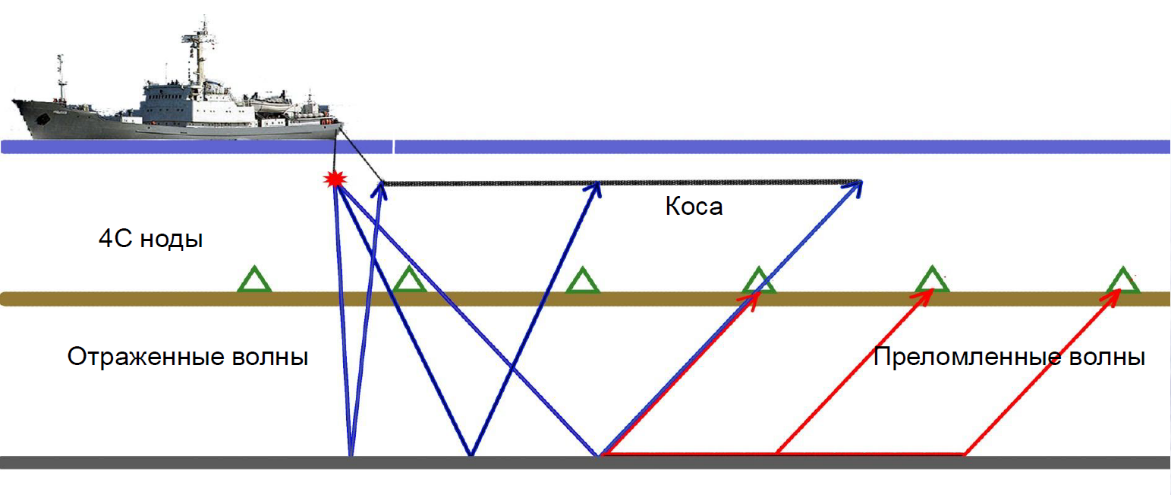 Коса
4С ноды
Отраженные волны
Преломленные волны